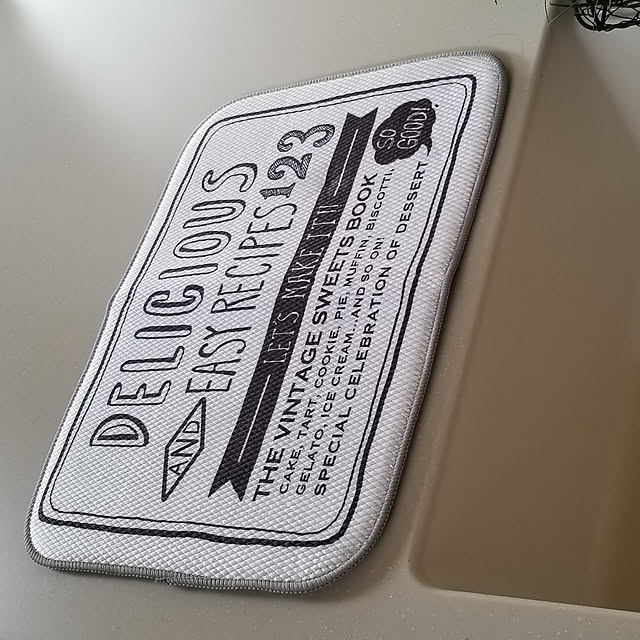 DELICIOUS
AND EASY RECIPES 123
LET'S MAKE IT!!
SO
GOOD!
THE VINTAGE SWEETS BOOK
CAKE, TART, COOKIE, PIE, MUFFIN, BISCOTTI,
GELATO, ICE CREAM...AND SO ON!
SPECIAL CELEBRATION OF DESSERT